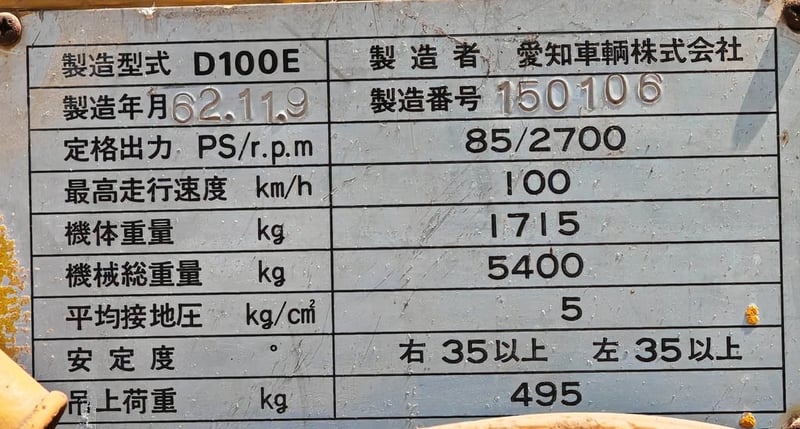 製造型式 D100E 製造者 愛知車輌株式会社
製造年月 62.11.9 製造番号 150106
定格出力 PS/r.p.m 85/2700
最高走行速度 km/h 100
機体重量 kg 1715
機械総重量 kg 5400
平均接地圧 kg/cm² 5
安定度 ° 右 35以上 左 35以上
吊上荷重 kg 495